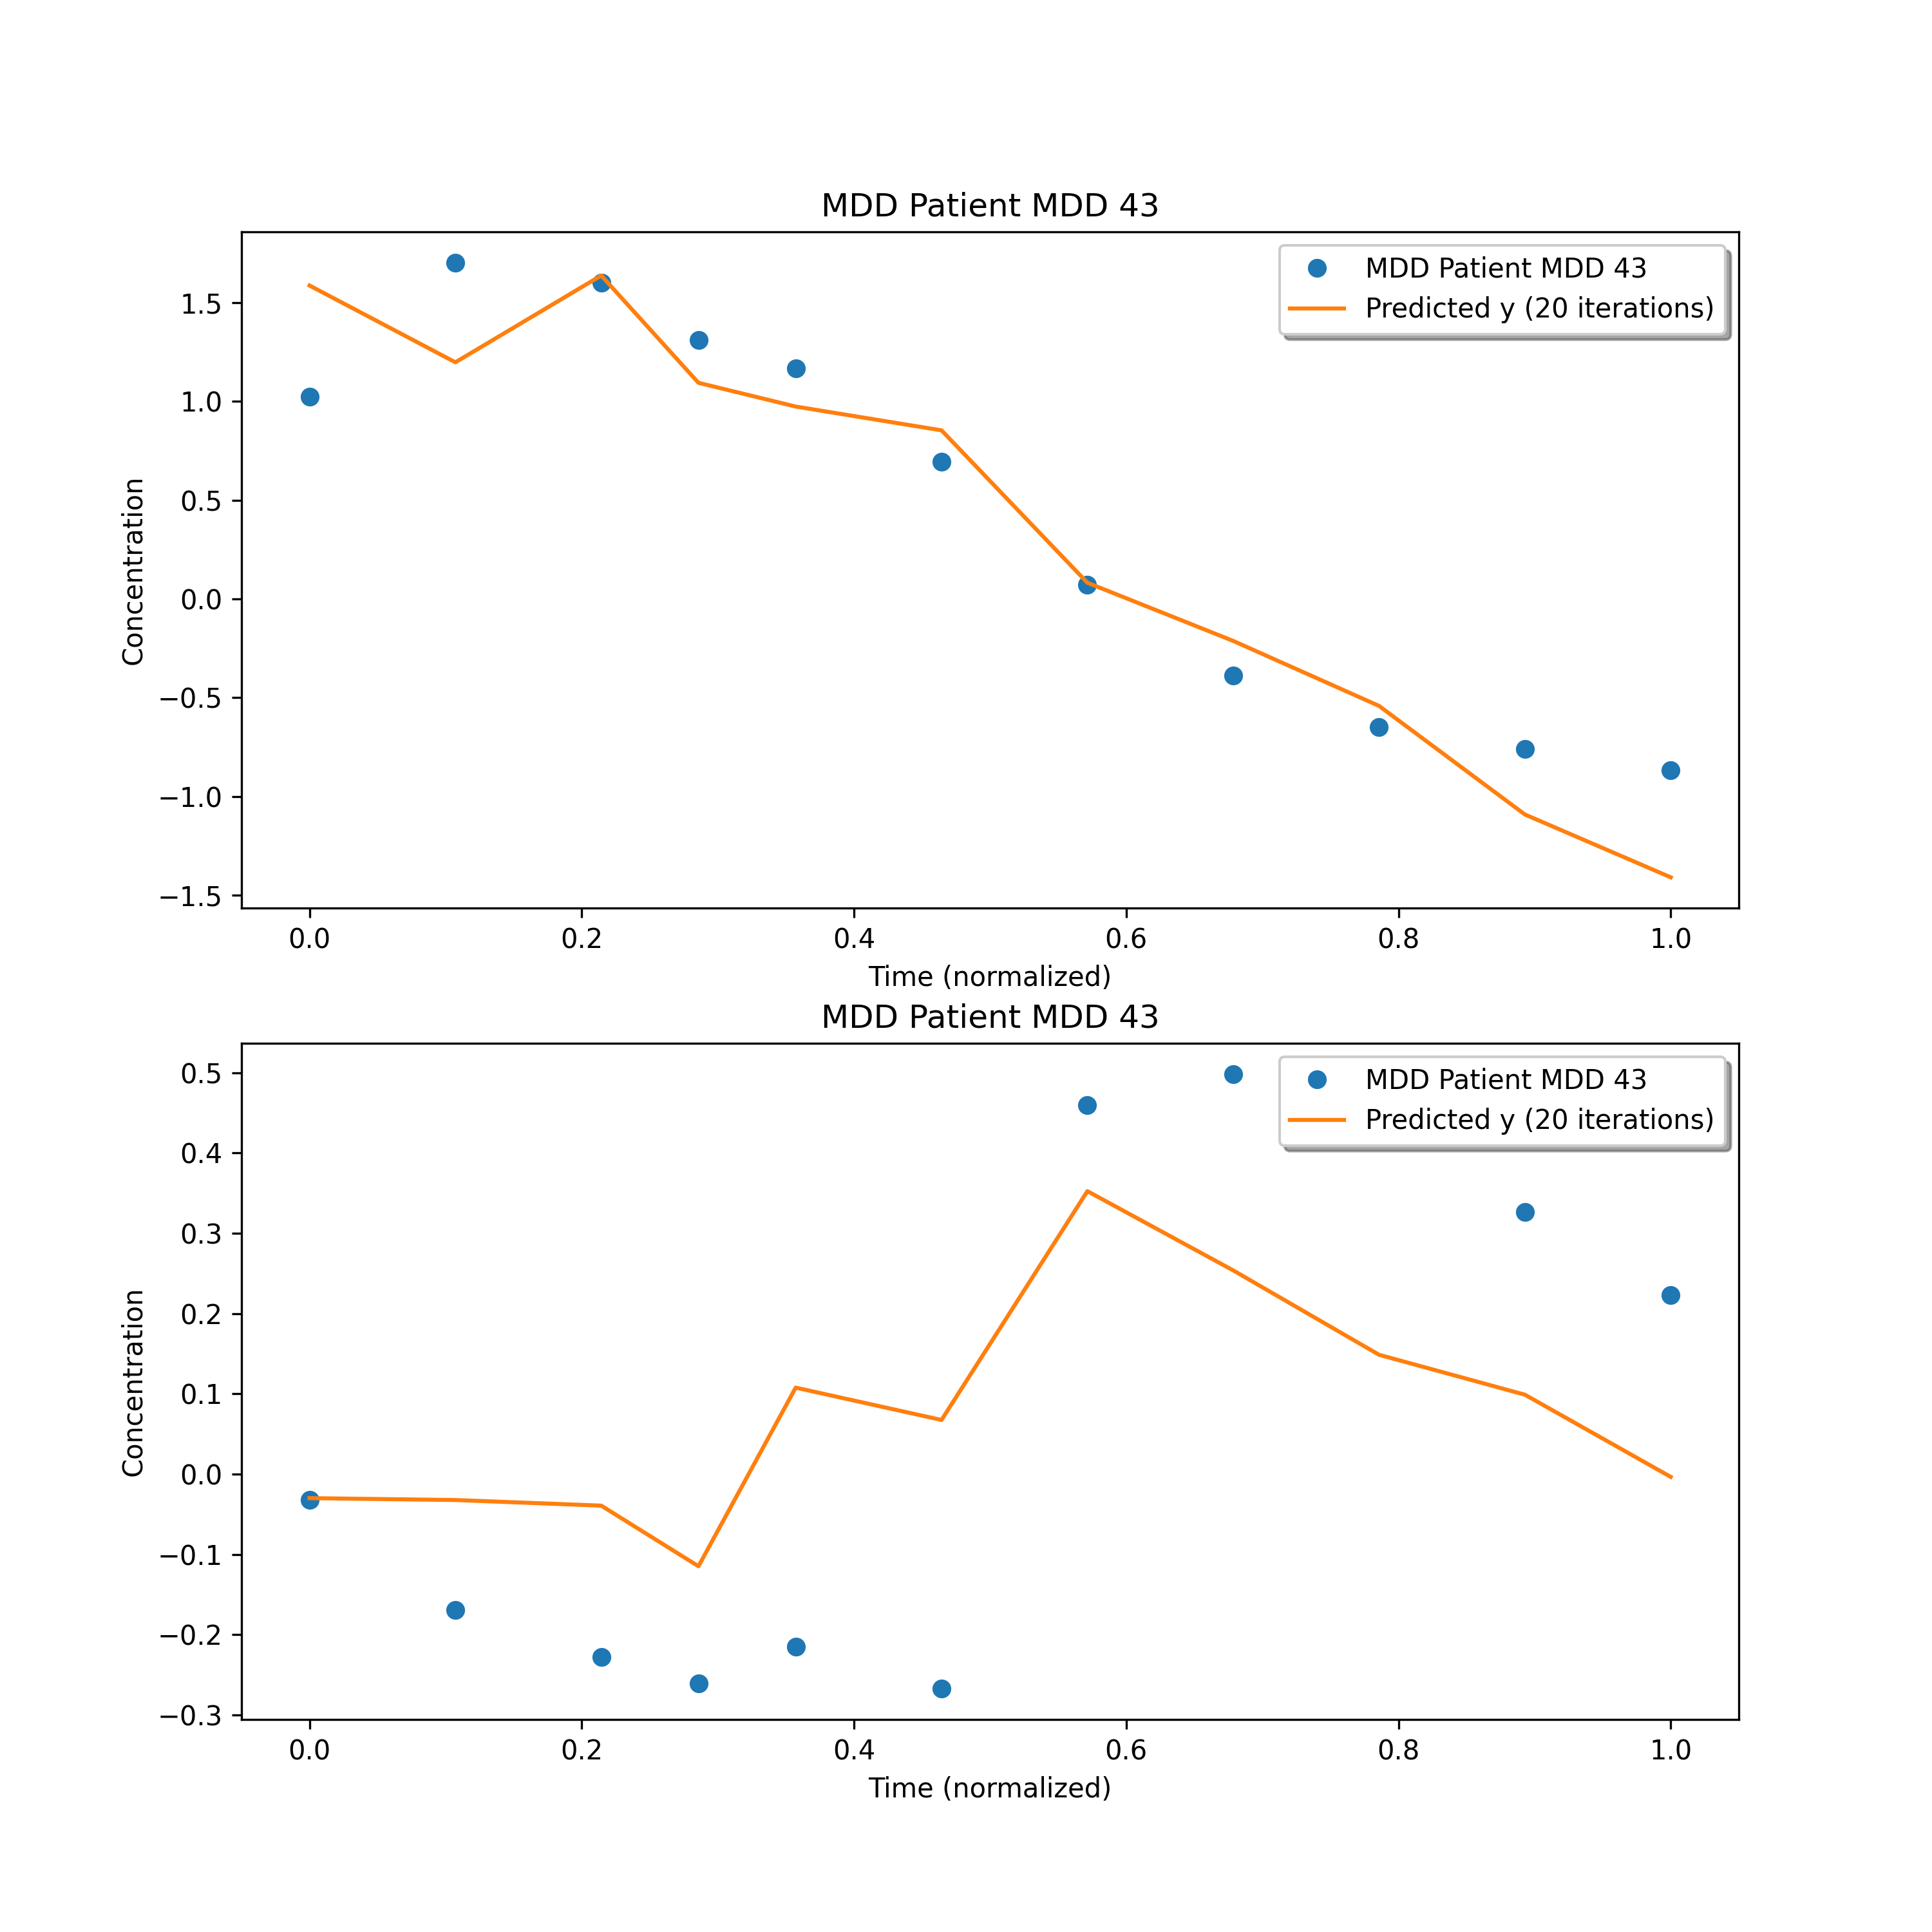 MDD Patient MDD 43
MDD Patient MDD 43
Predicted y (20 iterations)
Concentration
1.5
1.0
0.5
0.0
−0.5
−1.0
−1.5
0.0 0.2 0.4 0.6 0.8 1.0
Time (normalized)
MDD Patient MDD 43
MDD Patient MDD 43
Predicted y (20 iterations)
Concentration
0.5
0.4
0.3
0.2
0.1
0.0
−0.1
−0.2
−0.3
0.0 0.2 0.4 0.6 0.8 1.0
Time (normalized)